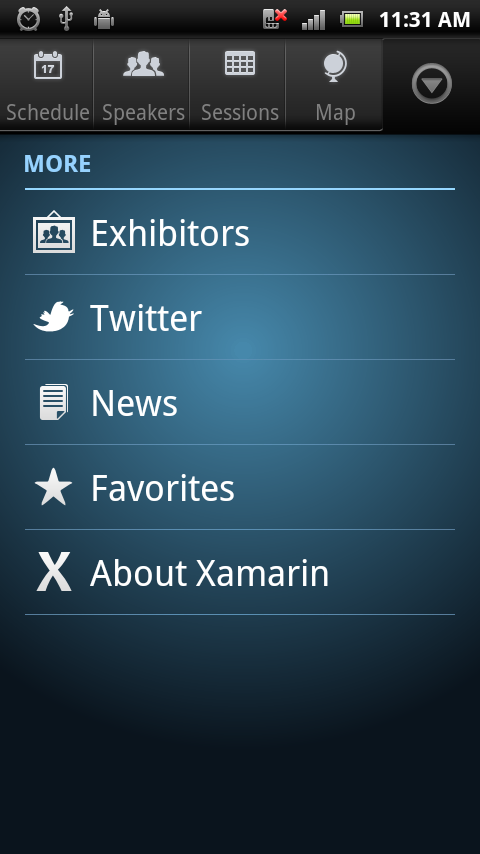 11:31 AM
17
Schedule Speakers Sessions Map
MORE
Exhibitors
Twitter
News
Favorites
X About Xamarin